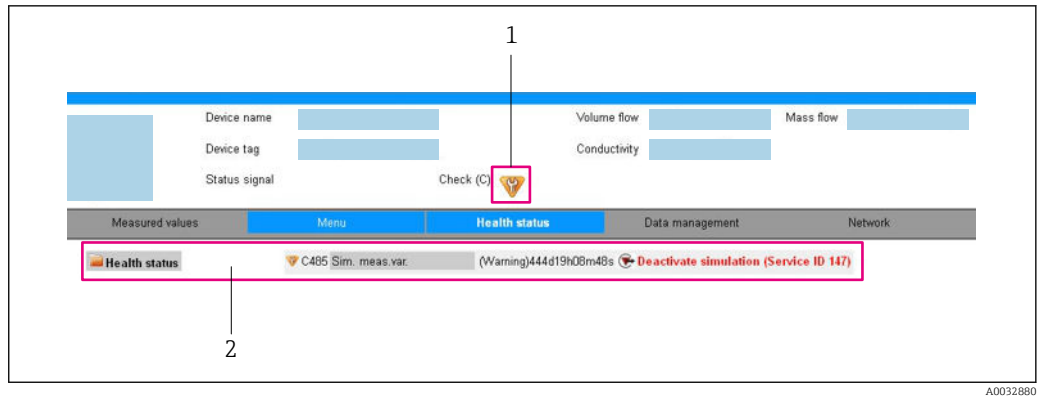 1
Device name
Volume flow
Mass flow
Device tag
Conductivity
Status signal
Check (C)
Measured values
Menu
Health status
Data management
Network
Health status
C485 Sim. meas.var.
(Warning)444d19h08m48s
Deactivate simulation (Service ID 147)
2
A0032880